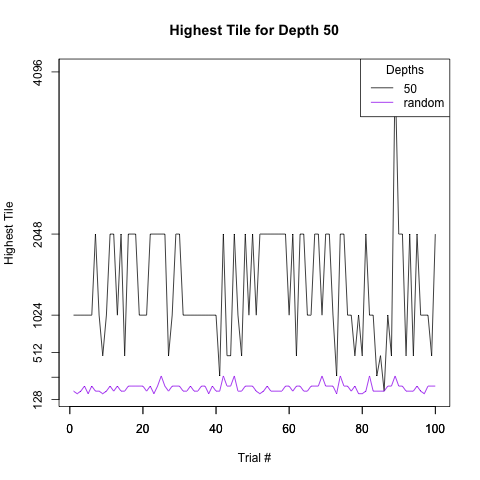 Highest Tile for Depth 50
Depths
50
random
Highest Tile
4096
2048
1024
512
128
0 20 40 60 80 100
Trial #